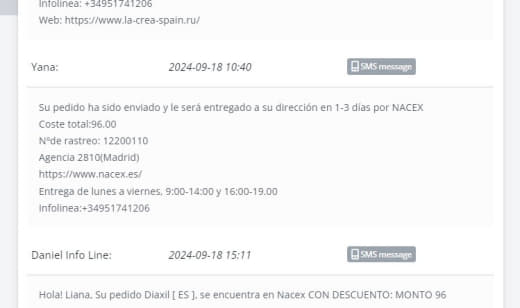 Infolinea: +34951741206
Web: https://www.la-crea-spain.ru/
Yana: 2024-09-18 10:40 SMS message
Su pedido ha sido enviado y le será entregado a su dirección en 1-3 días por NACEX
Coste total:96.00
Nºde rastreo: 12200110
Agencia 2810(Madrid)
https://www.nacex.es/
Entrega de lunes a viernes, 9:00-14:00 y 16:00-19.00
Infolinea:+34951741206
Daniel Info Line: 2024-09-18 15:11 SMS message
Hola! Liana, Su pedido Diaxil [ ES ], se encuentra en Nacex CON DESCUENTO: MONTO 96